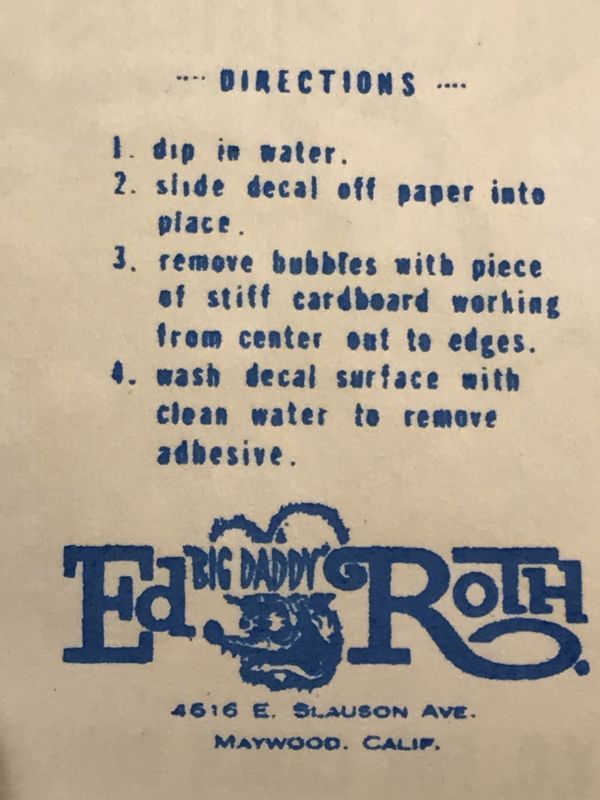 ···· DIRECTIONS ····
1. dip in water.
2. slide decal off paper into
place.
3. remove bubbles with piece
of stiff cardboard working
from center out to edges.
4. wash decal surface with
clean water to remove
adhesive.
Ed "BIG DADDY" ROTH.
4616 E. SLAUSON AVE.
MAYWOOD. CALIF.